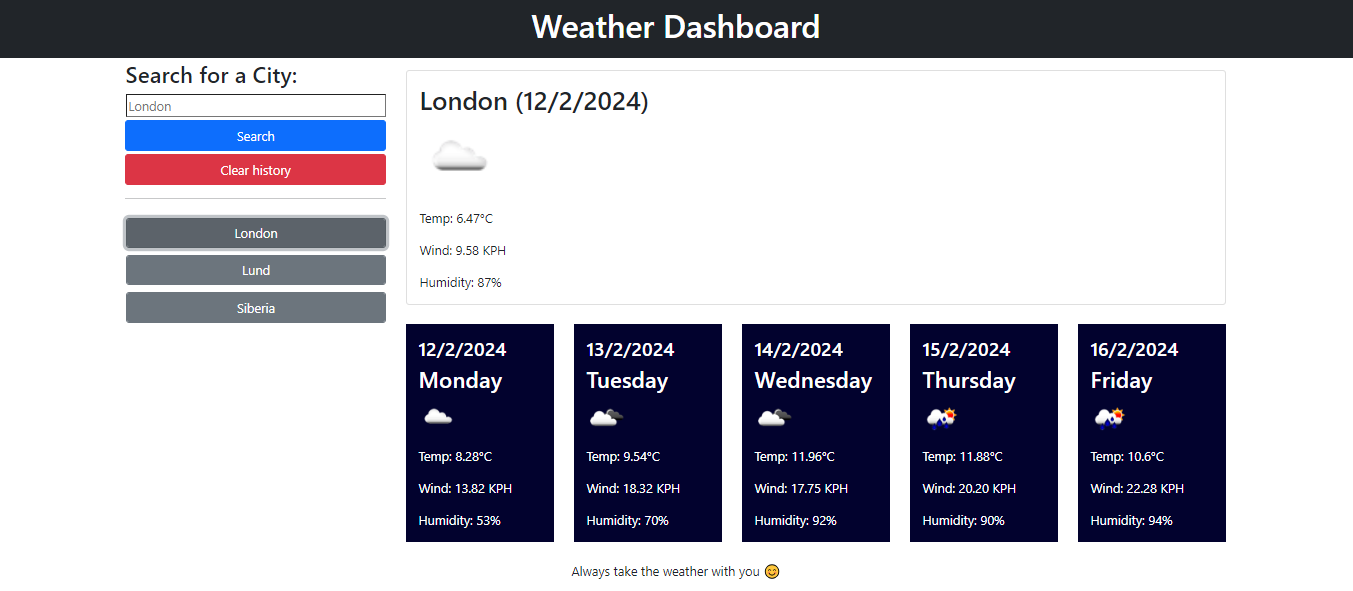 Weather Dashboard
Search for a City:
London
Search
Clear history
London
Lund
Siberia
London (12/2/2024)
Temp: 6.47°C
Wind: 9.58 KPH
Humidity: 87%
12/2/2024
Monday
Temp: 8.28°C
Wind: 13.82 KPH
Humidity: 53%
13/2/2024
Tuesday
Temp: 9.54°C
Wind: 18.32 KPH
Humidity: 70%
14/2/2024
Wednesday
Temp: 11.96°C
Wind: 17.75 KPH
Humidity: 92%
15/2/2024
Thursday
Temp: 11.88°C
Wind: 20.20 KPH
Humidity: 90%
16/2/2024
Friday
Temp: 10.6°C
Wind: 22.28 KPH
Humidity: 94%
Always take the weather with you 😊